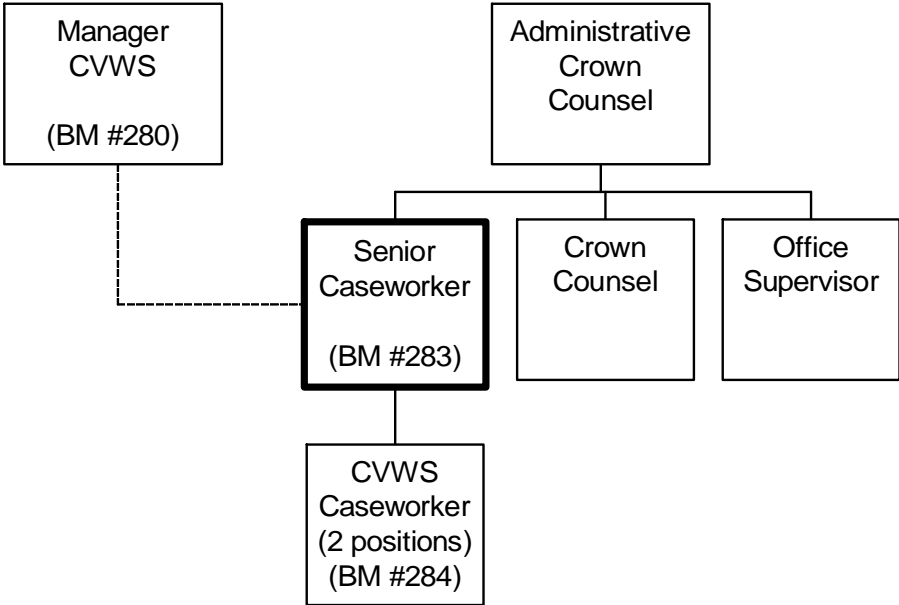 Manager
CVWS
(BM #280)
Administrative
Crown
Counsel
Senior
Caseworker
(BM #283)
Crown
Counsel
Office
Supervisor
CVWS
Caseworker
(2 positions)
(BM #284)